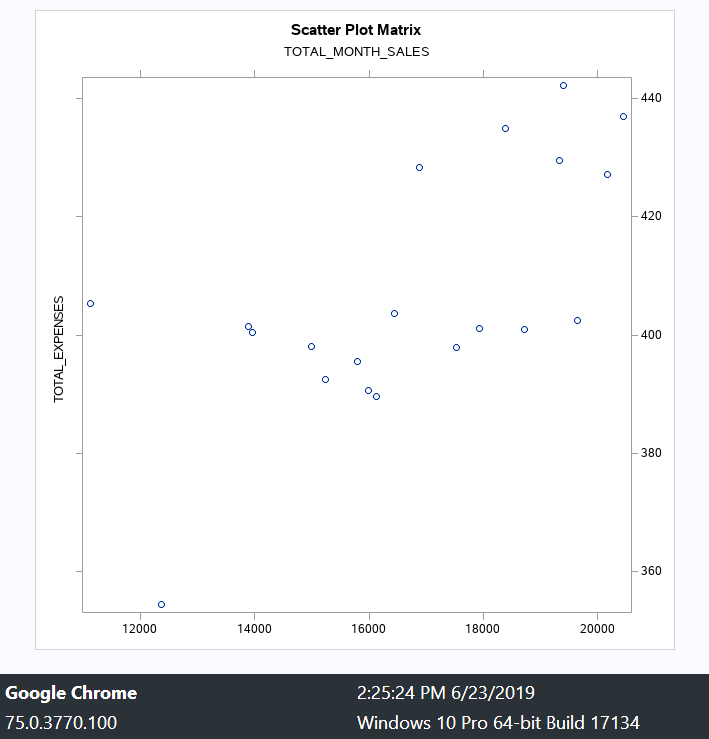 Scatter Plot Matrix
TOTAL_MONTH_SALES
TOTAL_EXPENSES
440
420
400
380
360
12000 14000 16000 18000 20000
Google Chrome 2:25:24 PM 6/23/2019
75.0.3770.100 Windows 10 Pro 64-bit Build 17134